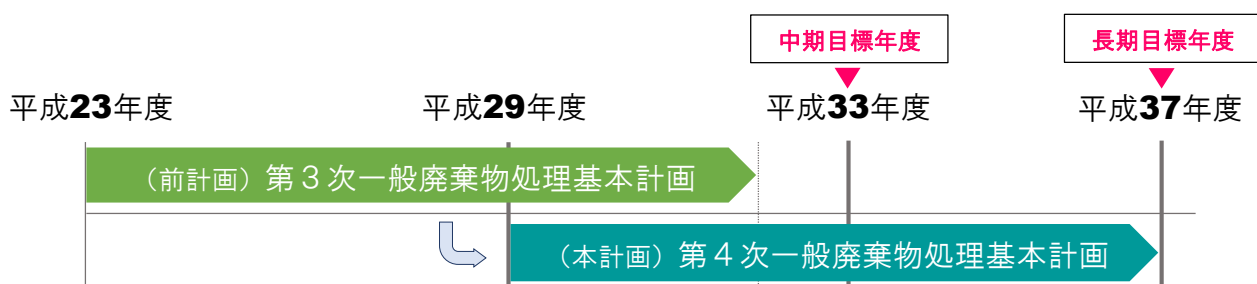 中期目標年度
長期目標年度
平成23年度
平成29年度
平成33年度
平成37年度
（前計画）第３次一般廃棄物処理基本計画
（本計画）第４次一般廃棄物処理基本計画